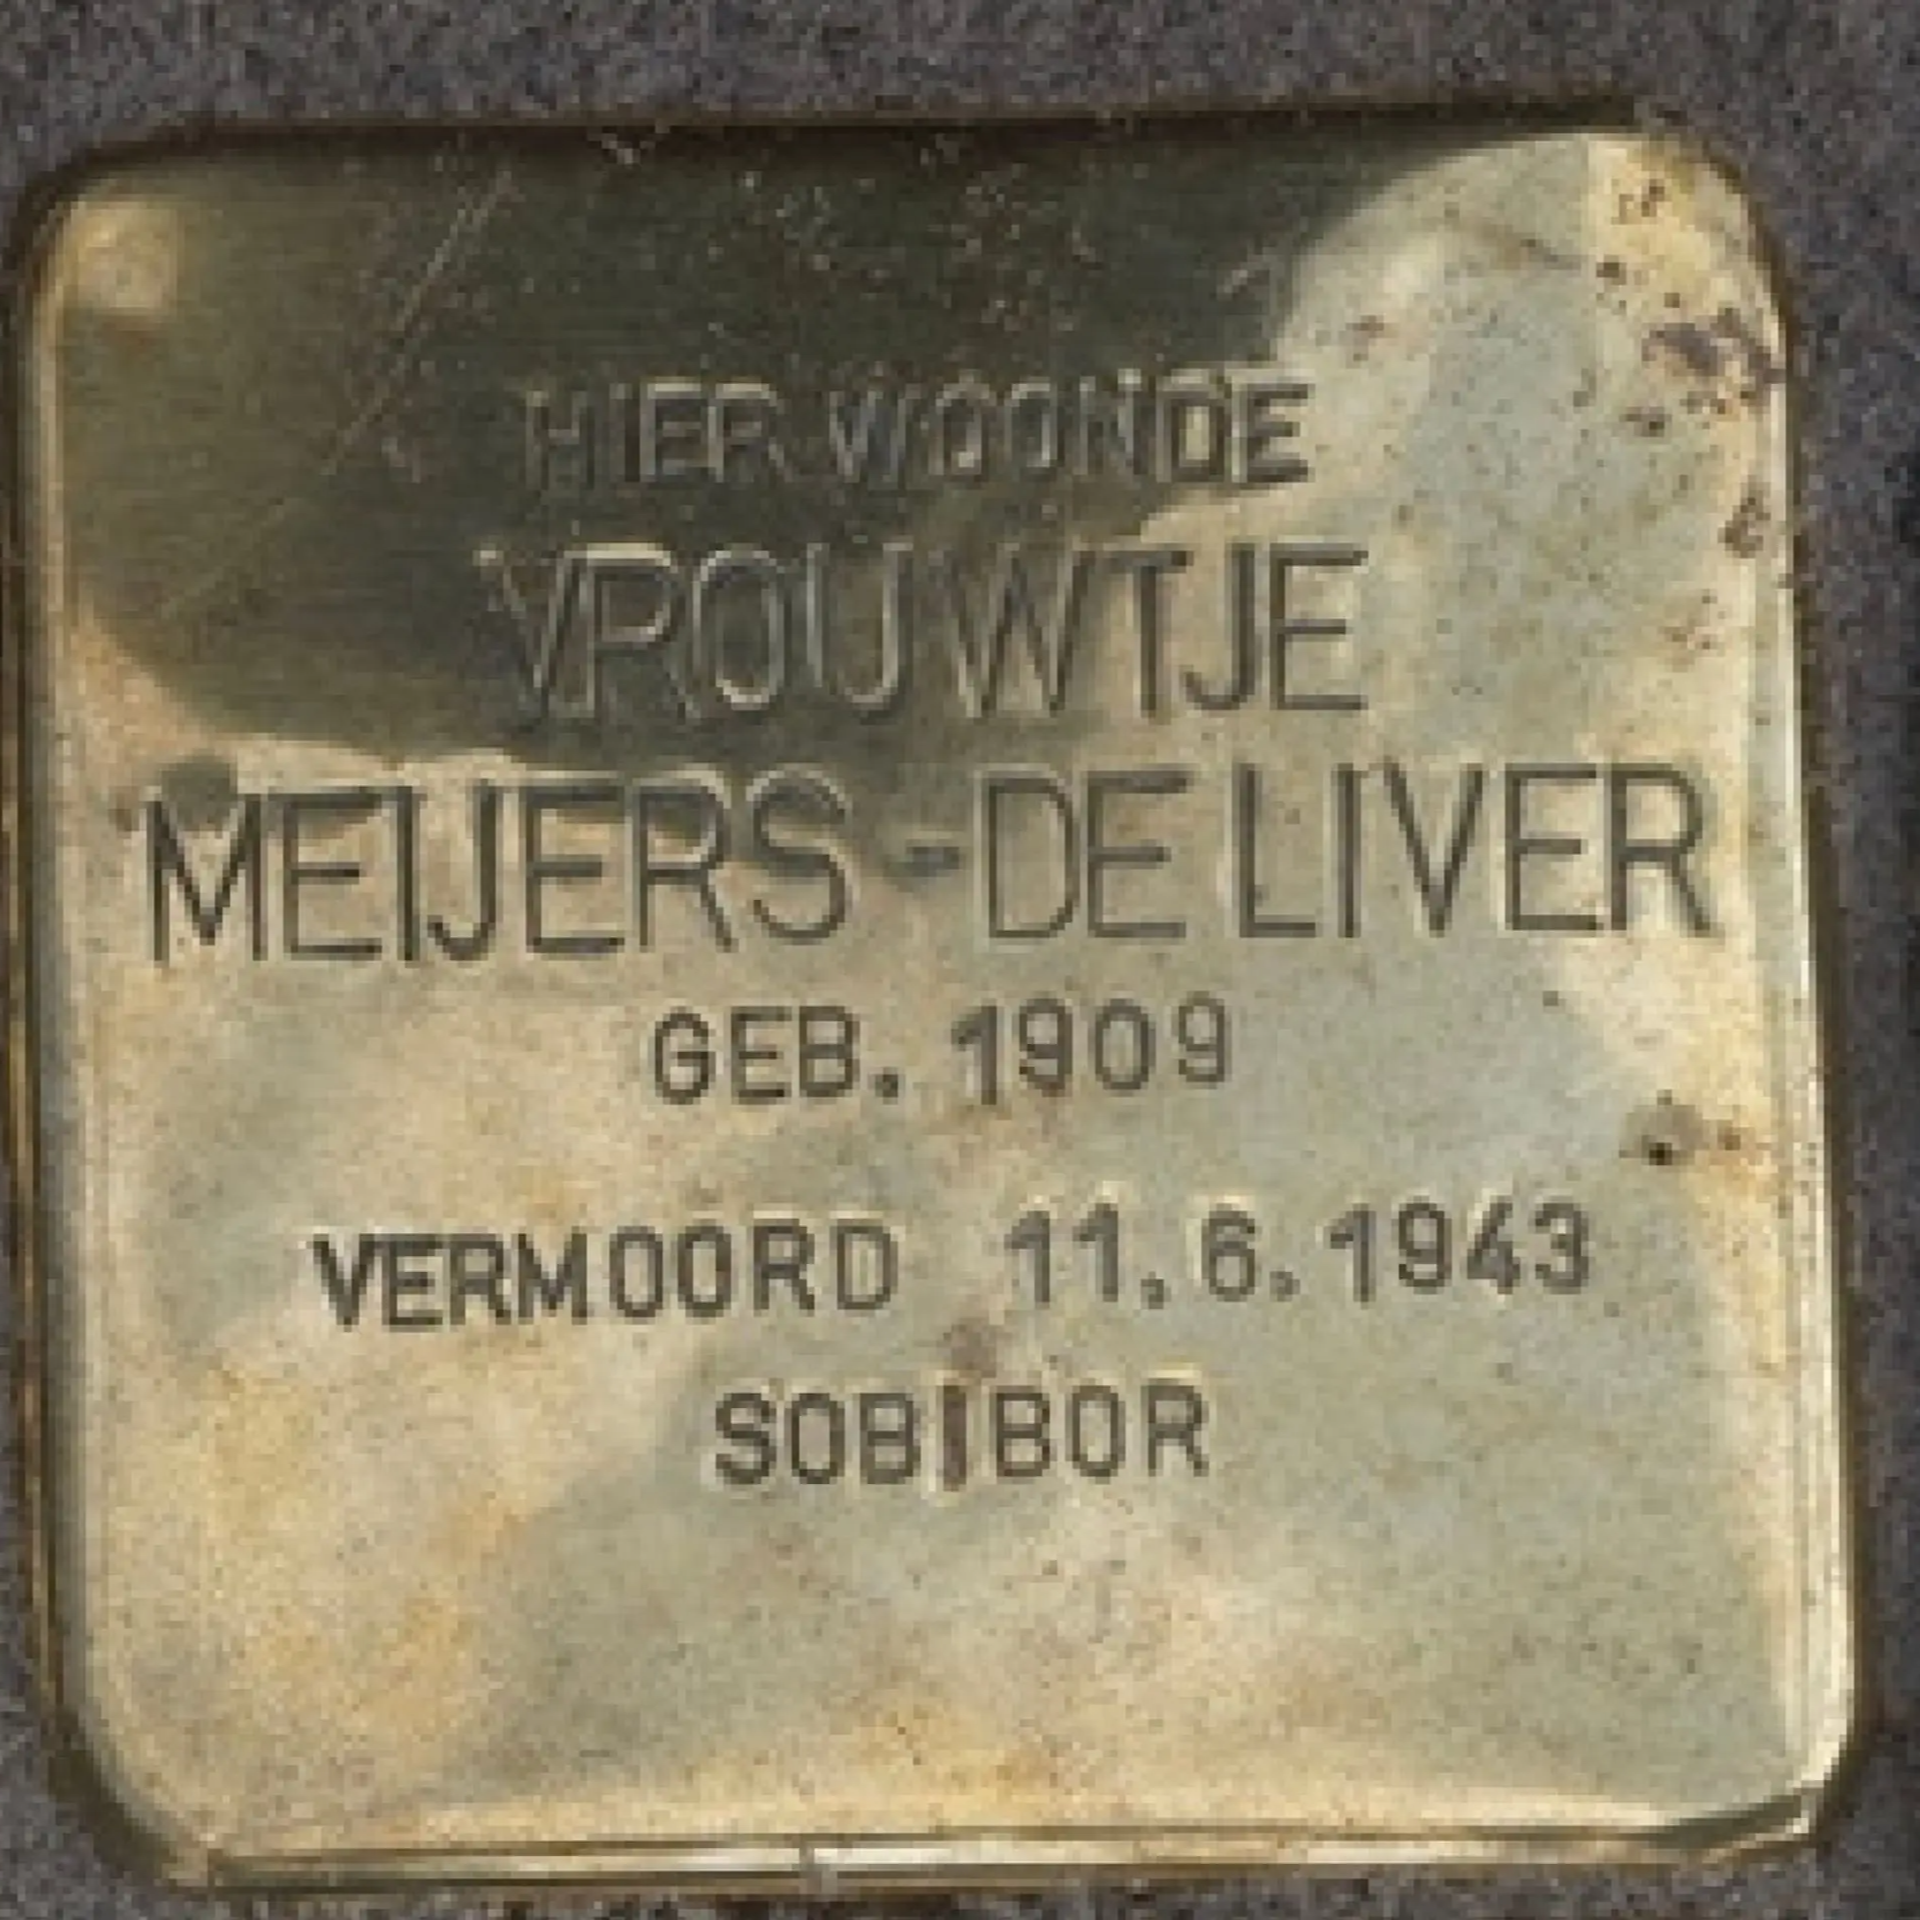 HIER WOONDE
VROUWTJE
MEIJERS-DE LIVER
GEB. 1909
VERMOORD 11.6.1943
SOBIBOR